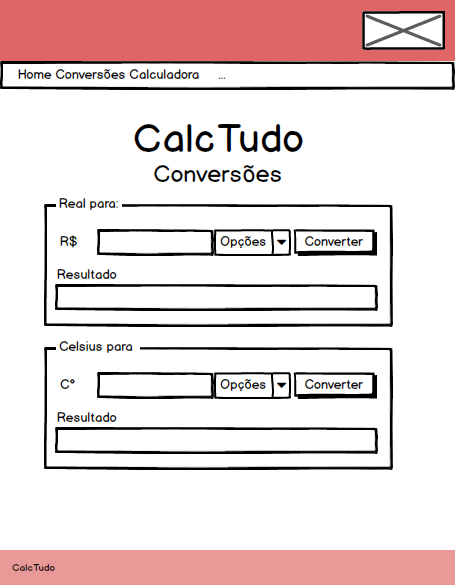 Home Conversões Calculadora ...
CalcTudo
Conversões
Real para:
R$ Opções Converter
Resultado
Celsius para
C° Opções Converter
Resultado
CalcTudo